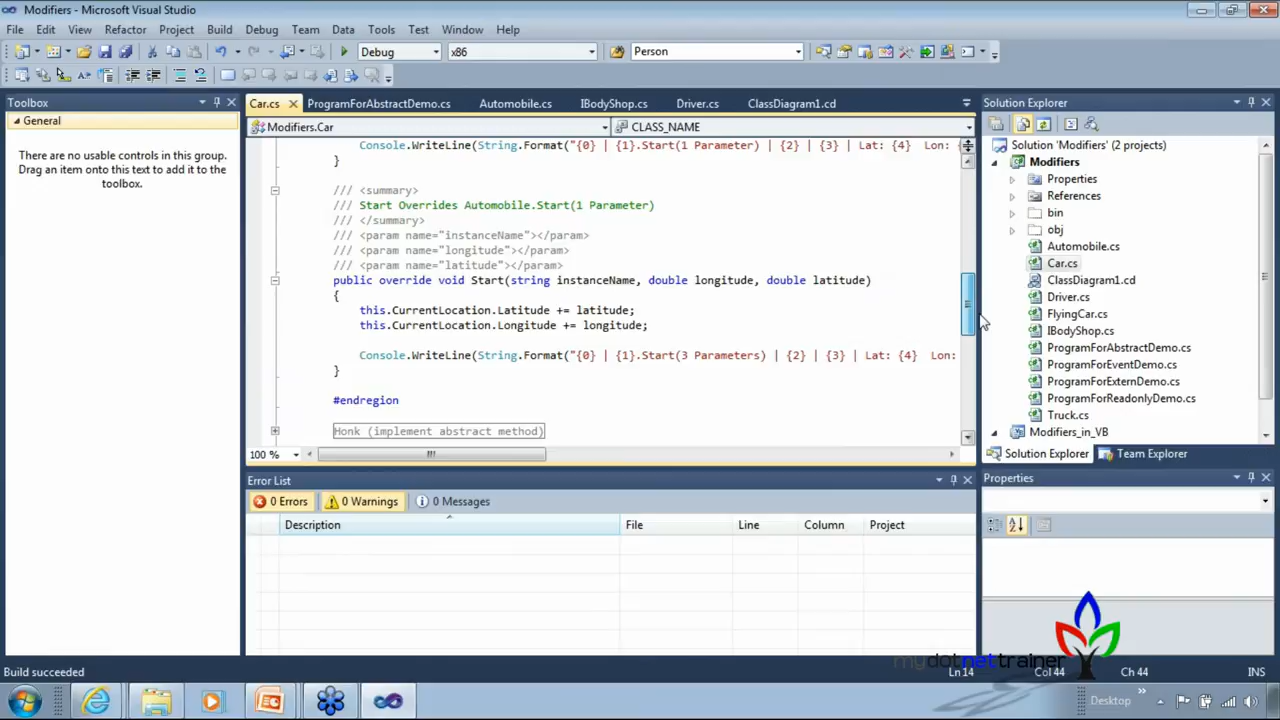 Modifiers - Microsoft Visual Studio
File Edit View Refactor Project Build Debug Team Data Tools Test Window Help
Debug x86 Person
Toolbox
General
There are no usable controls in this group. Drag an item onto this text to add it to the toolbox.
Car.cs ProgramForAbstractDemo.cs Automobile.cs IBodyShop.cs Driver.cs ClassDiagram1.cd
Modifiers.Car CLASS_NAME
Console.WriteLine(String.Format("{0} | {1}.Start(1 Parameter) | {2} | {3} | Lat: {4} Lon: {
}
/// <summary>
/// Start Overrides Automobile.Start(1 Parameter)
/// </summary>
/// <param name="instanceName"></param>
/// <param name="longitude"></param>
/// <param name="latitude"></param>
public override void Start(string instanceName, double longitude, double latitude)
{
this.CurrentLocation.Latitude += latitude;
this.CurrentLocation.Longitude += longitude;
Console.WriteLine(String.Format("{0} | {1}.Start(3 Parameters) | {2} | {3} | Lat: {4} Lon:
}
#endregion
Honk (implement abstract method)
100 %
Error List
0 Errors 0 Warnings 0 Messages
Description File Line Column Project
Solution Explorer
Solution 'Modifiers' (2 projects)
Modifiers
Properties
References
bin
obj
Automobile.cs
Car.cs
ClassDiagram1.cd
Driver.cs
FlyingCar.cs
IBodyShop.cs
ProgramForAbstractDemo.cs
ProgramForEventDemo.cs
ProgramForExternDemo.cs
ProgramForReadonlyDemo.cs
Truck.cs
Modifiers_in_VB
Solution Explorer Team Explorer
Properties
mydotnettrainer
Build succeeded Ln 14 Col 44 Ch 44 INS
Desktop